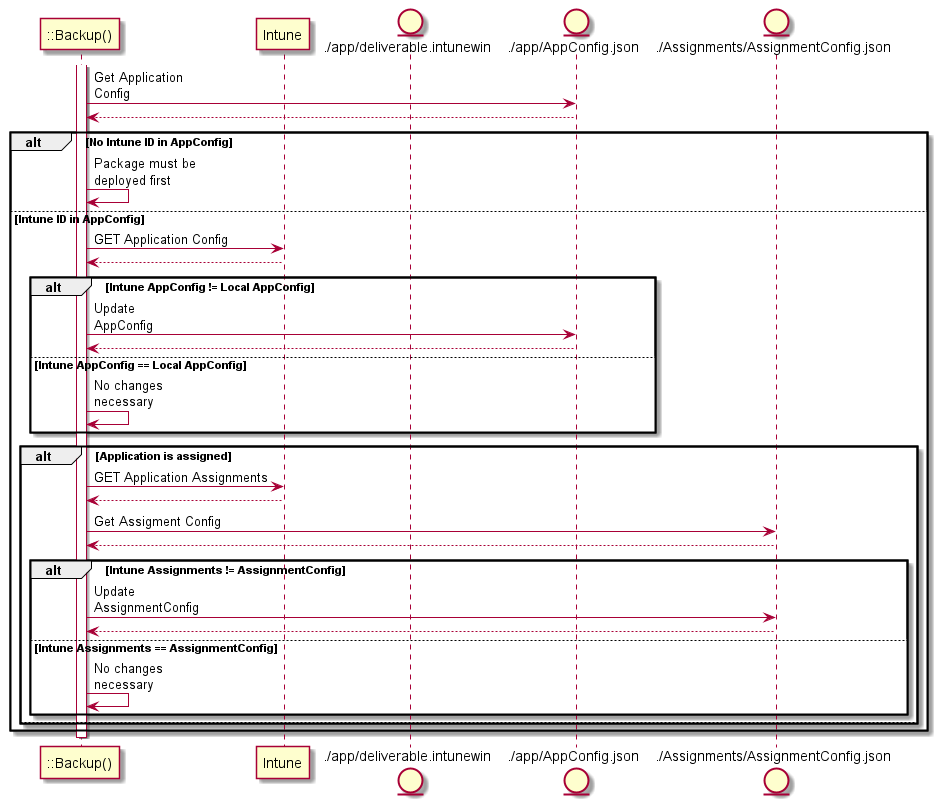 ::Backup()
Intune
./app/deliverable.intunewin
./app/AppConfig.json
./Assignments/AssignmentConfig.json
Get Application
Config
alt
[No Intune ID in AppConfig]
Package must be
deployed first
[Intune ID in AppConfig]
GET Application Config
alt
[Intune AppConfig != Local AppConfig]
Update
AppConfig
[Intune AppConfig == Local AppConfig]
No changes
necessary
alt
[Application is assigned]
GET Application Assignments
Get Assigment Config
alt
[Intune Assignments != AssignmentConfig]
Update
AssignmentConfig
[Intune Assignments == AssignmentConfig]
No changes
necessary
::Backup()
Intune
./app/deliverable.intunewin
./app/AppConfig.json
./Assignments/AssignmentConfig.json